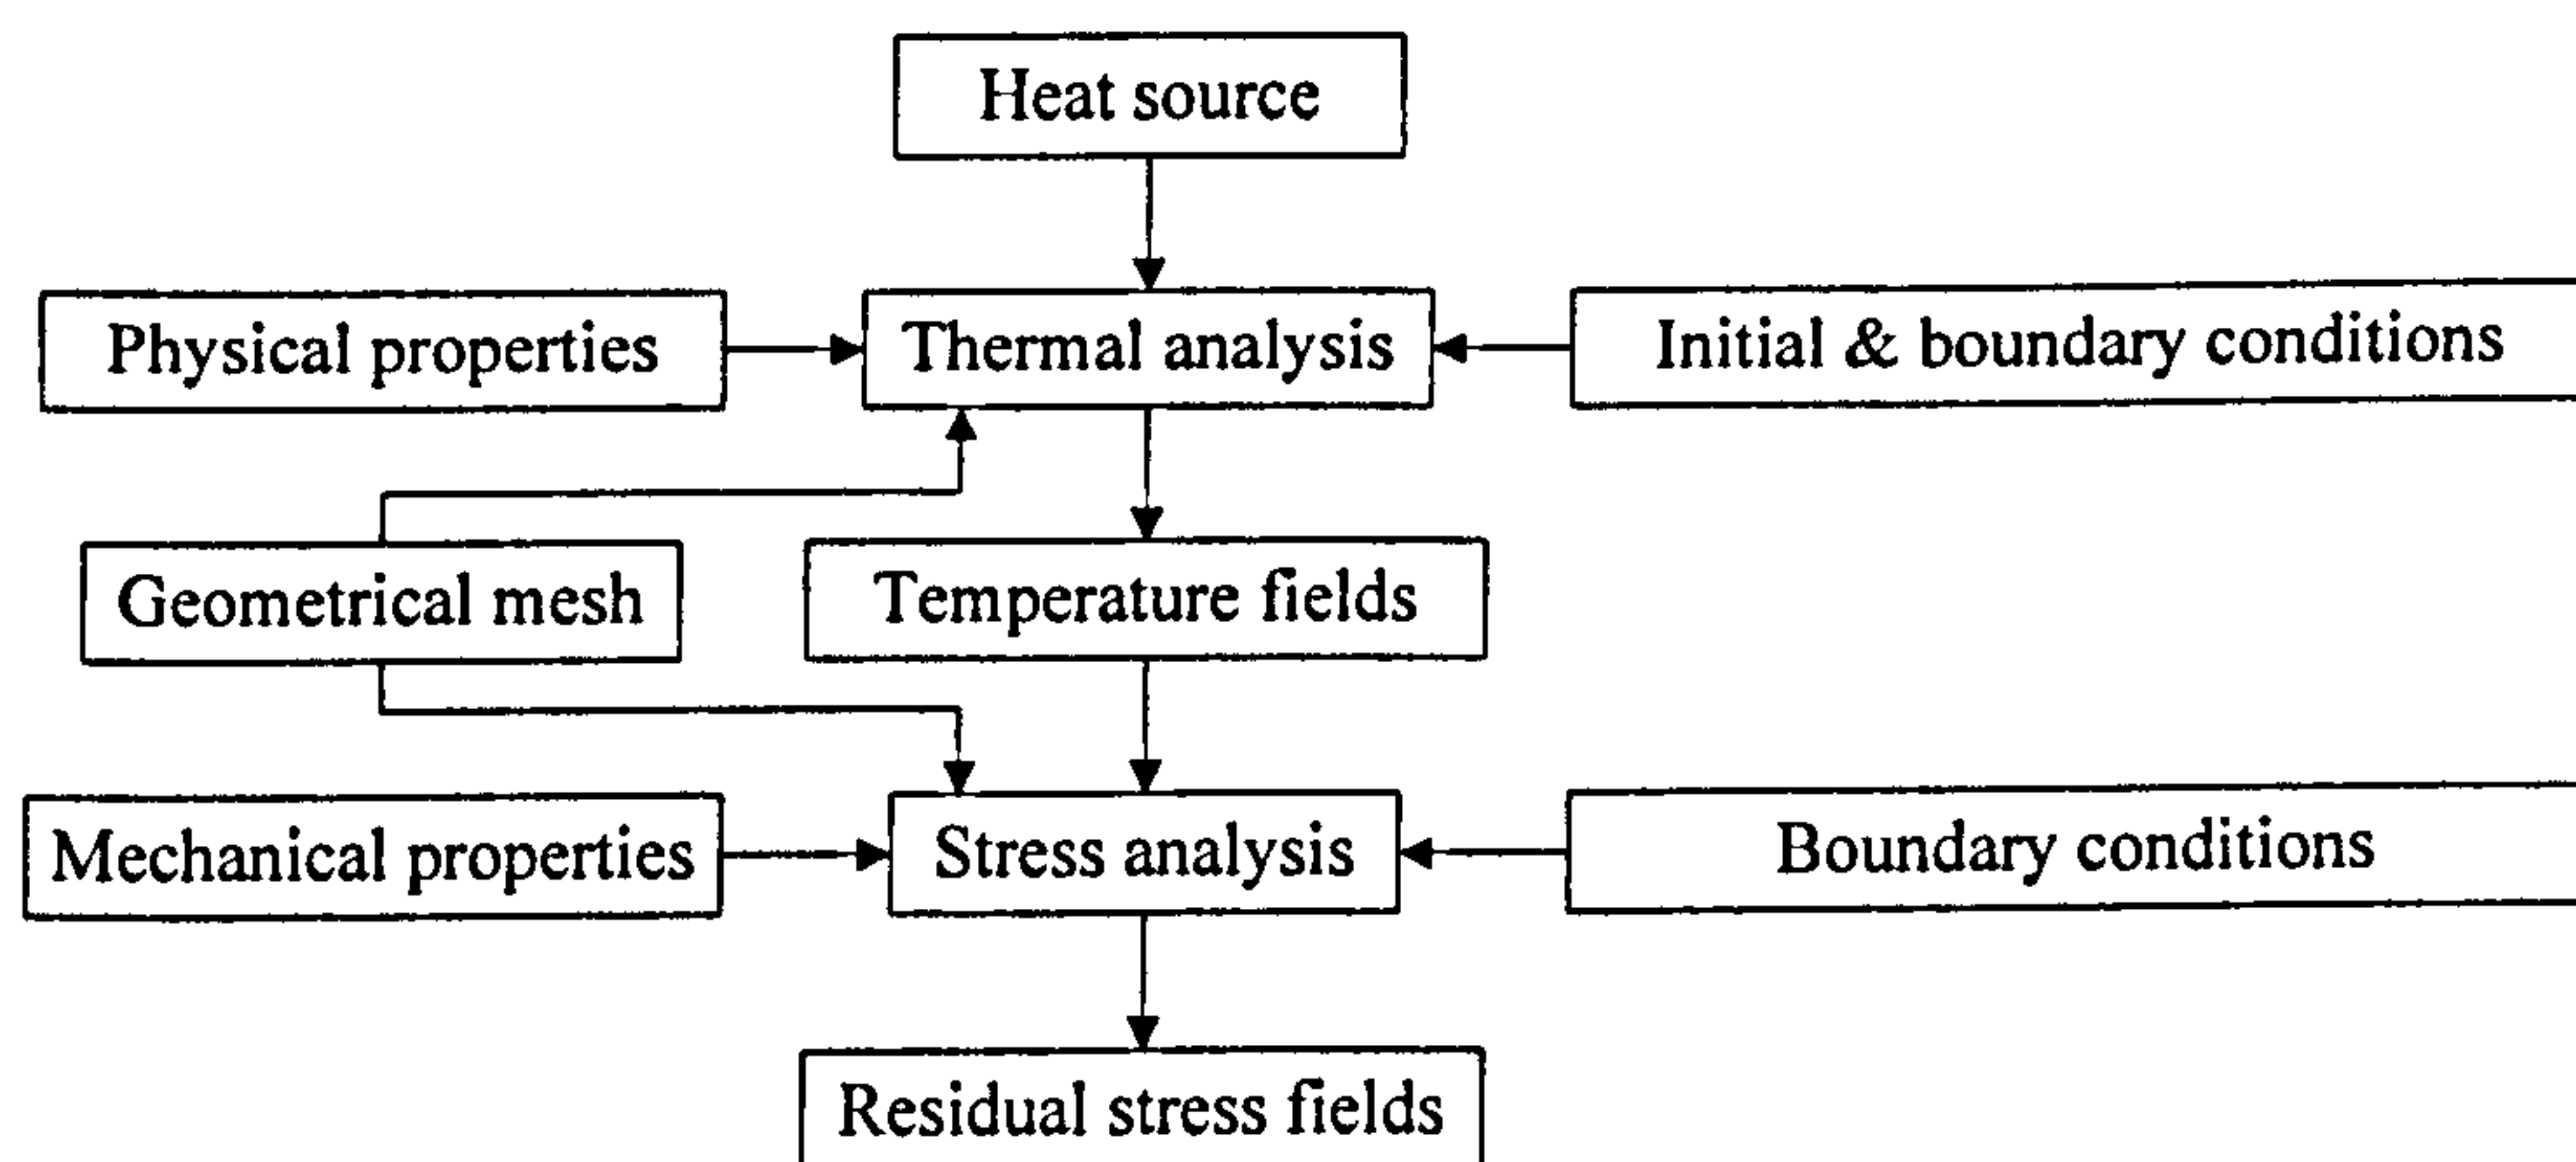 Heat source
Physical properties
Thermal analysis
Initial & boundary conditions
Geometrical mesh
Temperature fields
Mechanical properties
Stress analysis
Boundary conditions
Residual stress fields